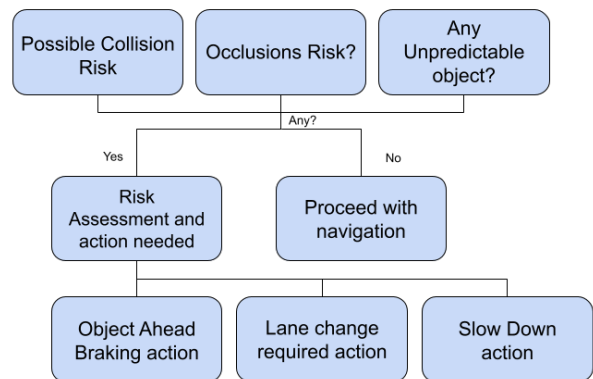 Possible Collision
Risk
Occlusions Risk?
Any
Unpredictable
object?
Any?
Yes
No
Risk
Assessment and
action needed
Proceed with
navigation
Object Ahead
Braking action
Lane change
required action
Slow Down
action